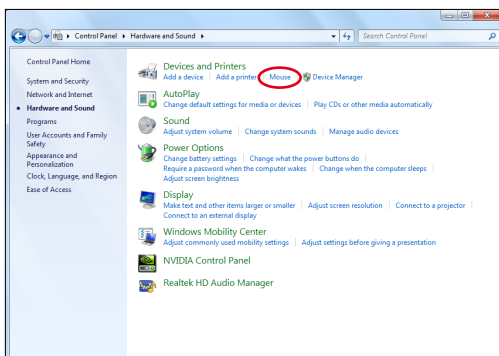 Control Panel ▸ Hardware and Sound ▸
Search Control Panel
Control Panel Home
System and Security
Network and Internet
Hardware and Sound
Programs
User Accounts and Family
Safety
Appearance and
Personalization
Clock, Language, and Region
Ease of Access
Devices and Printers
Add a device | Add a printer | Mouse | Device Manager
AutoPlay
Change default settings for media or devices | Play CDs or other media automatically
Sound
Adjust system volume | Change system sounds | Manage audio devices
Power Options
Change battery settings | Change what the power buttons do |
Require a password when the computer wakes | Change when the computer sleeps |
Adjust screen brightness
Display
Make text and other items larger or smaller | Adjust screen resolution | Connect to a projector |
Connect to an external display
Windows Mobility Center
Adjust commonly used mobility settings | Adjust settings before giving a presentation
NVIDIA Control Panel
Realtek HD Audio Manager